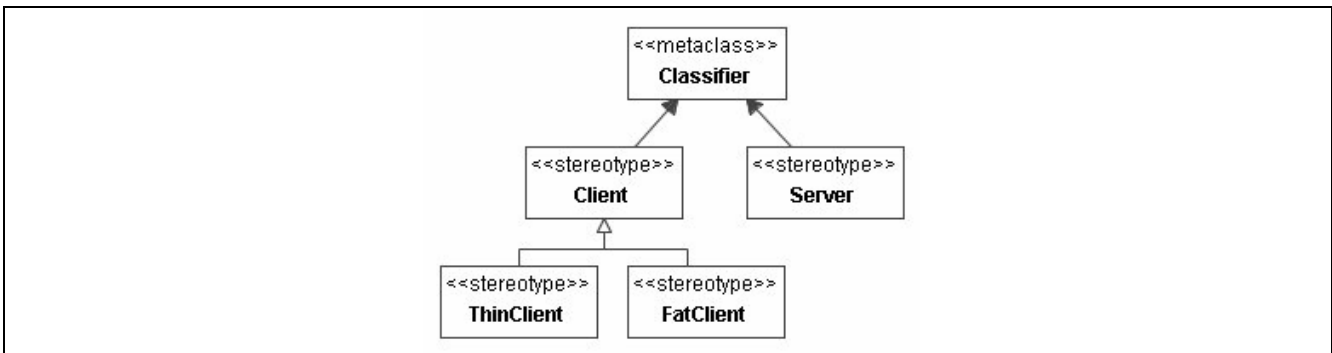 <<metaclass>>
Classifier
<<stereotype>>
Client
<<stereotype>>
Server
<<stereotype>>
ThinClient
<<stereotype>>
FatClient